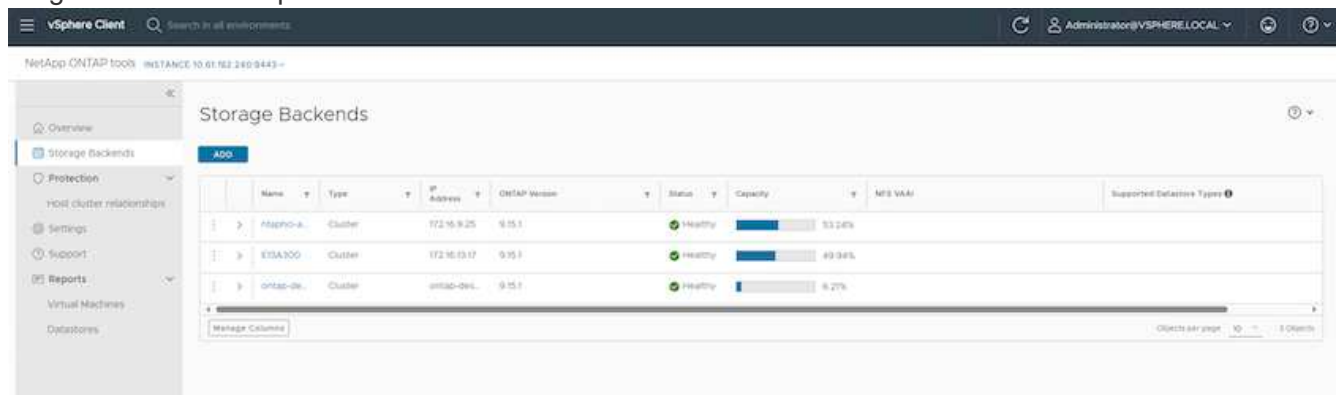 vSphere Client Search in all environments Administrator@VSPHERE.LOCAL
NetApp ONTAP tools INSTANCE 10.61.182.240:8443
Overview
Storage Backends
Protection
Host cluster relationships
Settings
Support
Reports
Virtual Machines
Datastores
Storage Backends
ADD
Name Type IP Address ONTAP Version Status Capacity NFS VAAI Supported Datastore Types
Cluster 172.16.9.25 9.15.1 Healthy 53.24%
E13A300 Cluster 172.16.13.17 9.15.1 Healthy 49.94%
ontap-de... Cluster ontap-des... 9.15.1 Healthy 6.21%
Manage Columns Objects per page 10 3 Objects